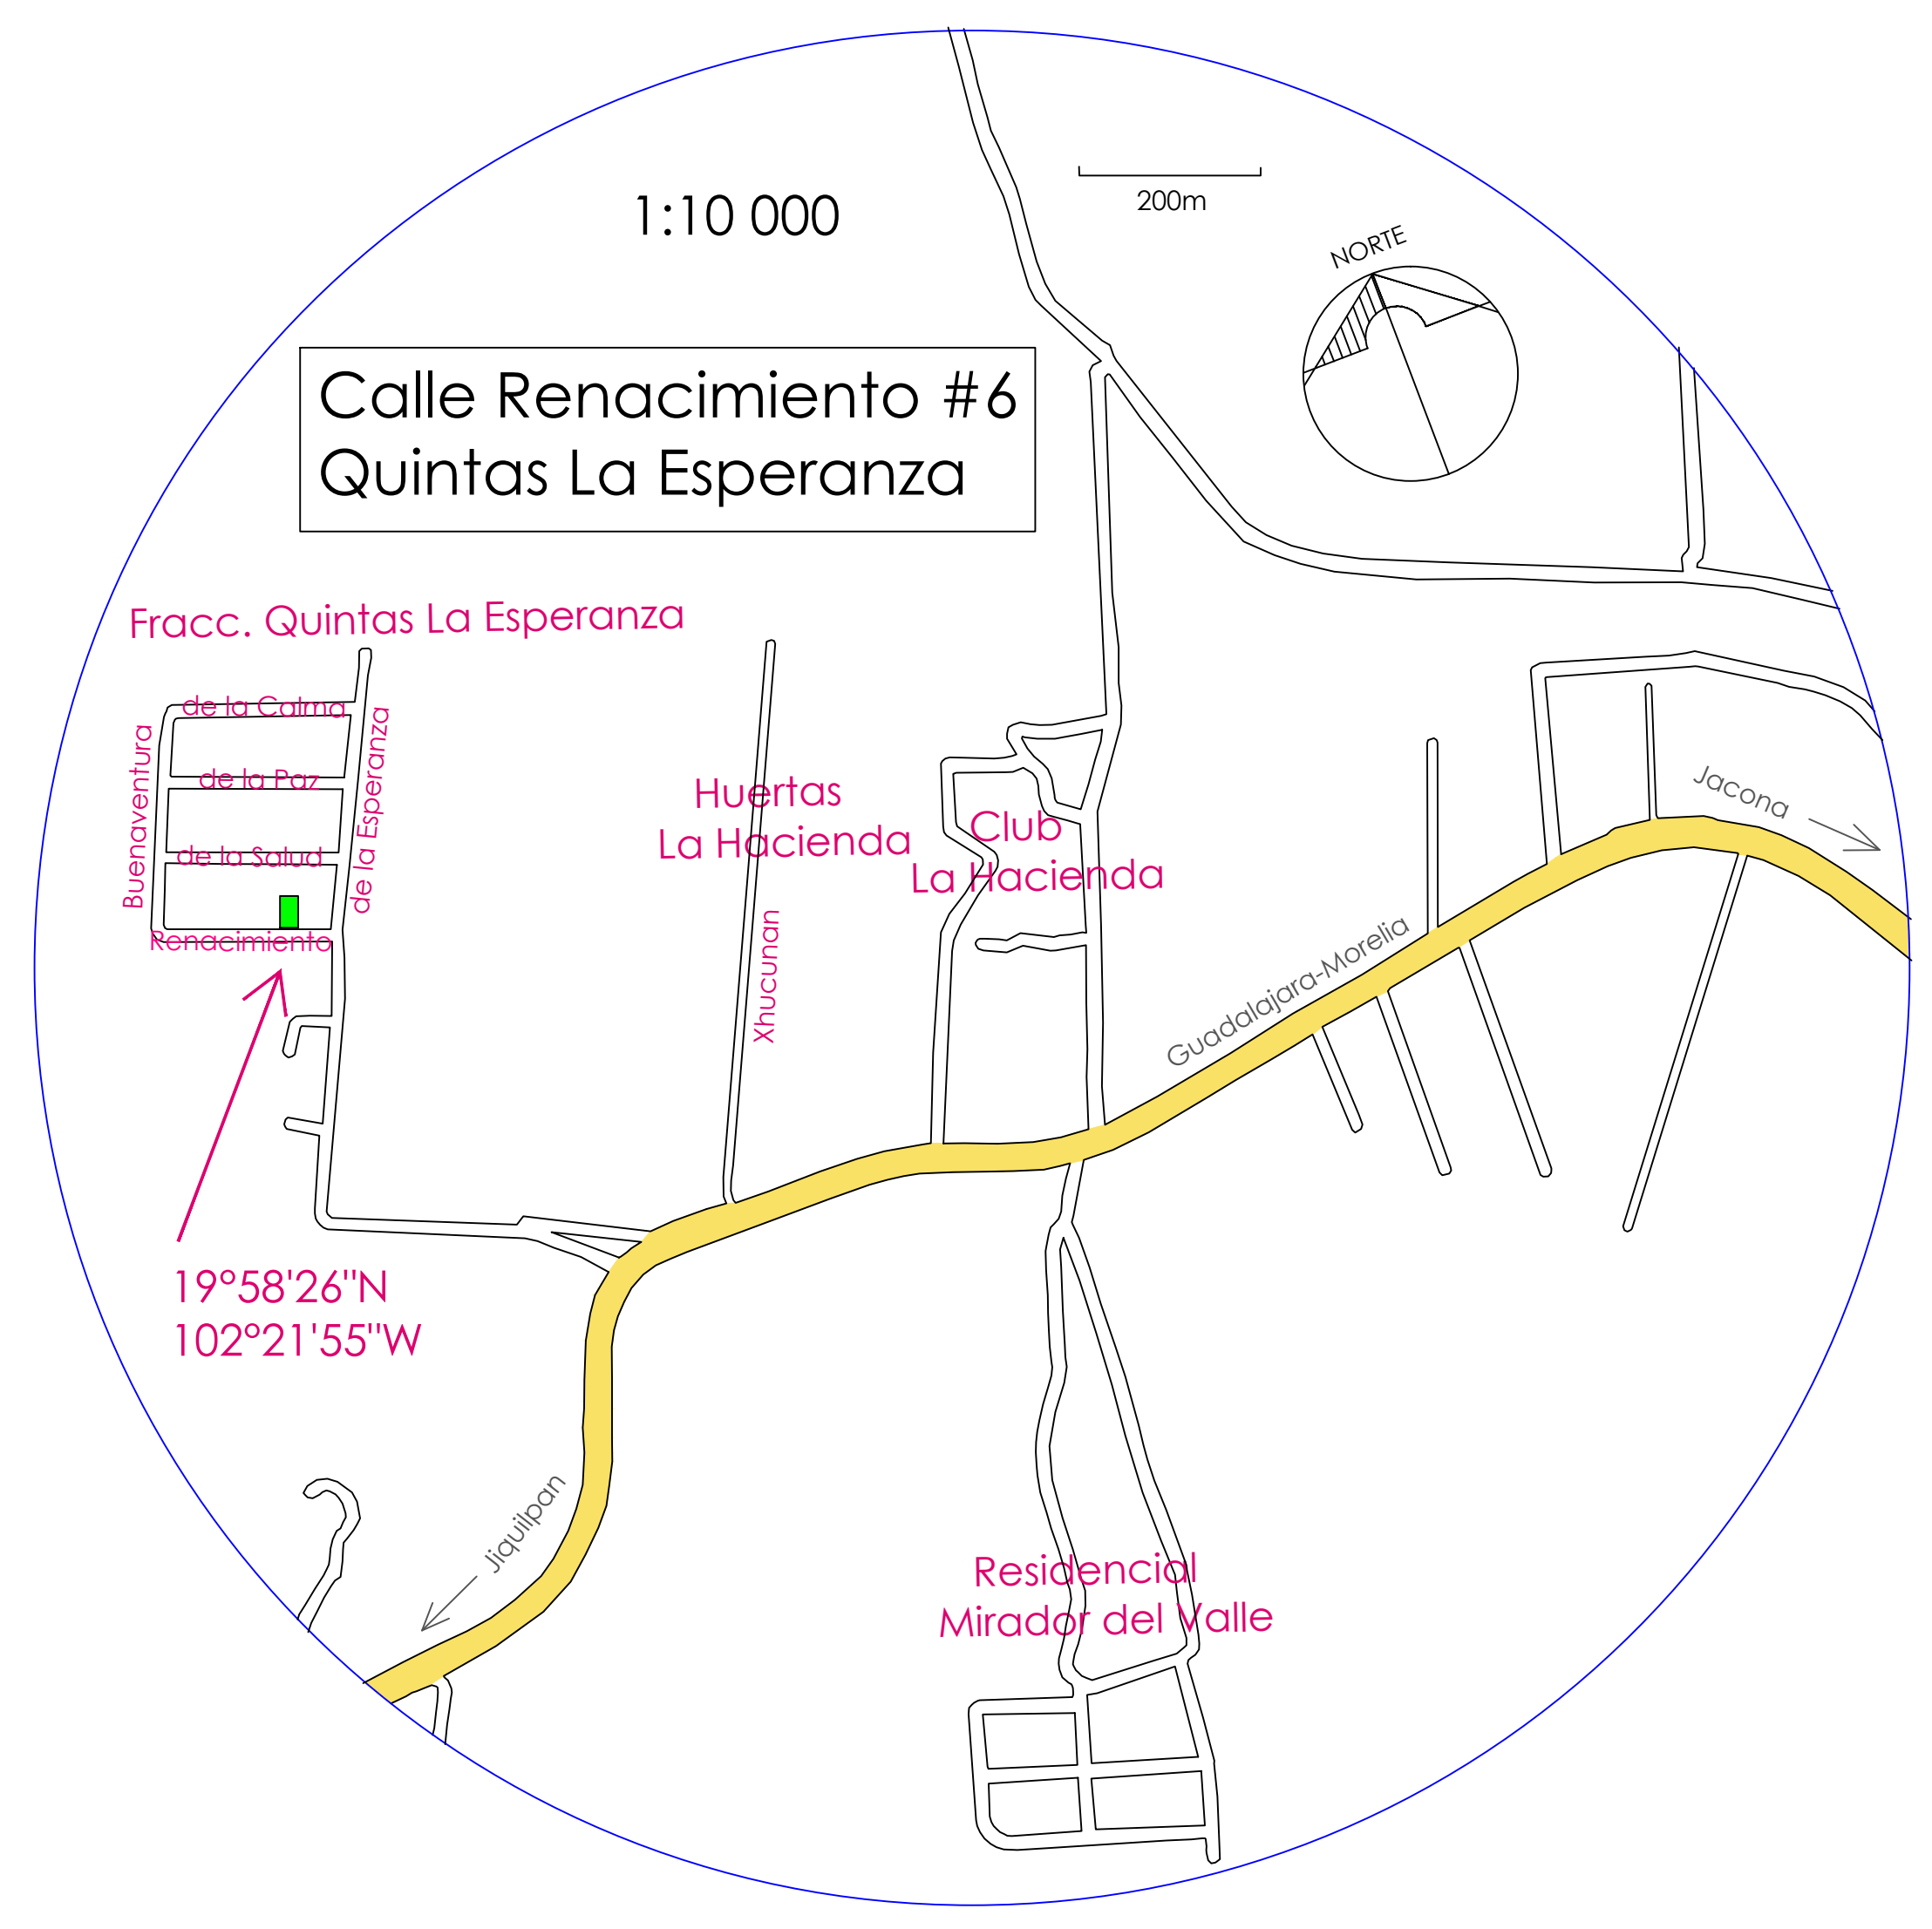 1:10 000
200m
NORTE
Calle Renacimiento #6
Quintas La Esperanza
Fracc. Quintas La Esperanza
de la Calma
de la Paz
de la Salud
Renacimiento
Buenaventura
de la Esperanza
Huertas
La Hacienda
Club
La Hacienda
Xhucunan
Guadalajara-Morelia
Jacona
19°58'26"N
102°21'55"W
Jiquilpan
Residencial
Mirador del Valle